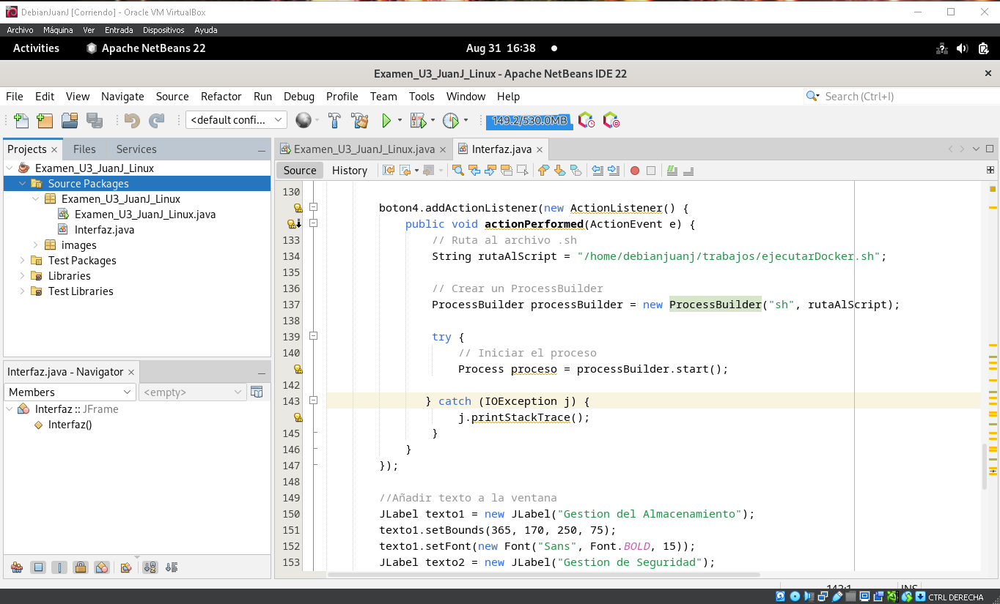 DebianJuanJ [Corriendo] - Oracle VM VirtualBox
Archivo Máquina Ver Entrada Dispositivos Ayuda
Activities Apache NetBeans 22 Aug 31 16:38
Examen_U3_JuanJ_Linux - Apache NetBeans IDE 22
File Edit View Navigate Source Refactor Run Debug Profile Team Tools Window Help Search (Ctrl+I)
<default confi... 149.2/530.0MB
Projects Files Services
Examen_U3_JuanJ_Linux
Source Packages
Examen_U3_JuanJ_Linux
Examen_U3_JuanJ_Linux.java
Interfaz.java
images
Test Packages
Libraries
Test Libraries
Interfaz.java - Navigator
Members <empty>
Interfaz :: JFrame
Interfaz()
Examen_U3_JuanJ_Linux.java Interfaz.java
Source History
130
boton4.addActionListener(new ActionListener() {
public void actionPerformed(ActionEvent e) {
133 // Ruta al archivo .sh
134 String rutaAlScript = "/home/debianjuanj/trabajos/ejecutarDocker.sh";
135
136 // Crear un ProcessBuilder
137 ProcessBuilder processBuilder = new ProcessBuilder("sh", rutaAlScript);
138
139 try {
140 // Iniciar el proceso
Process proceso = processBuilder.start();
142
143 } catch (IOException j) {
j.printStackTrace();
145 }
146 }
147 });
148
149 //Añadir texto a la ventana
150 JLabel texto1 = new JLabel("Gestion del Almacenamiento");
151 texto1.setBounds(365, 170, 250, 75);
152 texto1.setFont(new Font("Sans", Font.BOLD, 15));
153 JLabel texto2 = new JLabel("Gestion de Seguridad");
143:1 INS
CTRL DERECHA